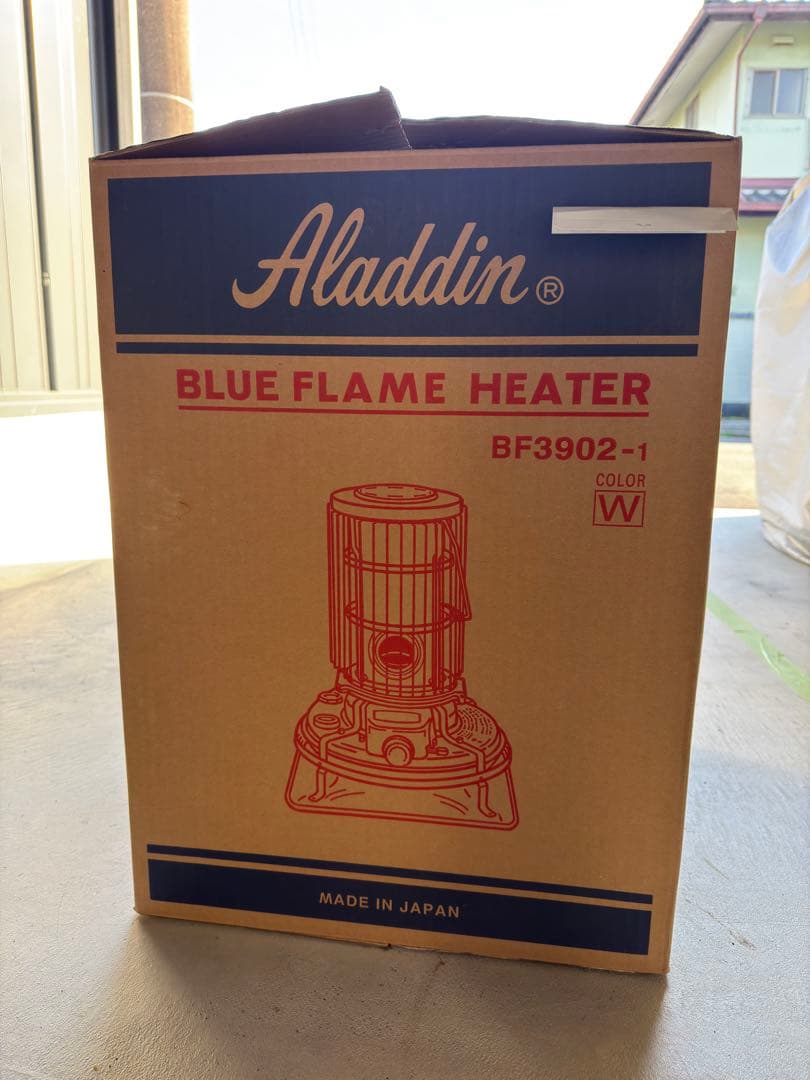 Aladdin®
BLUE FLAME HEATER
BF3902-1
COLOR
W
MADE IN JAPAN